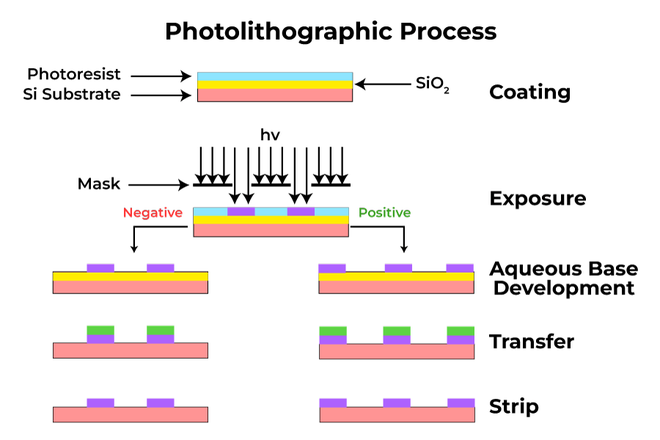 Photolithographic Process
Photoresist
Si Substrate
SiO₂
Coating
hv
Mask
Exposure
Negative
Positive
Aqueous Base
Development
Transfer
Strip